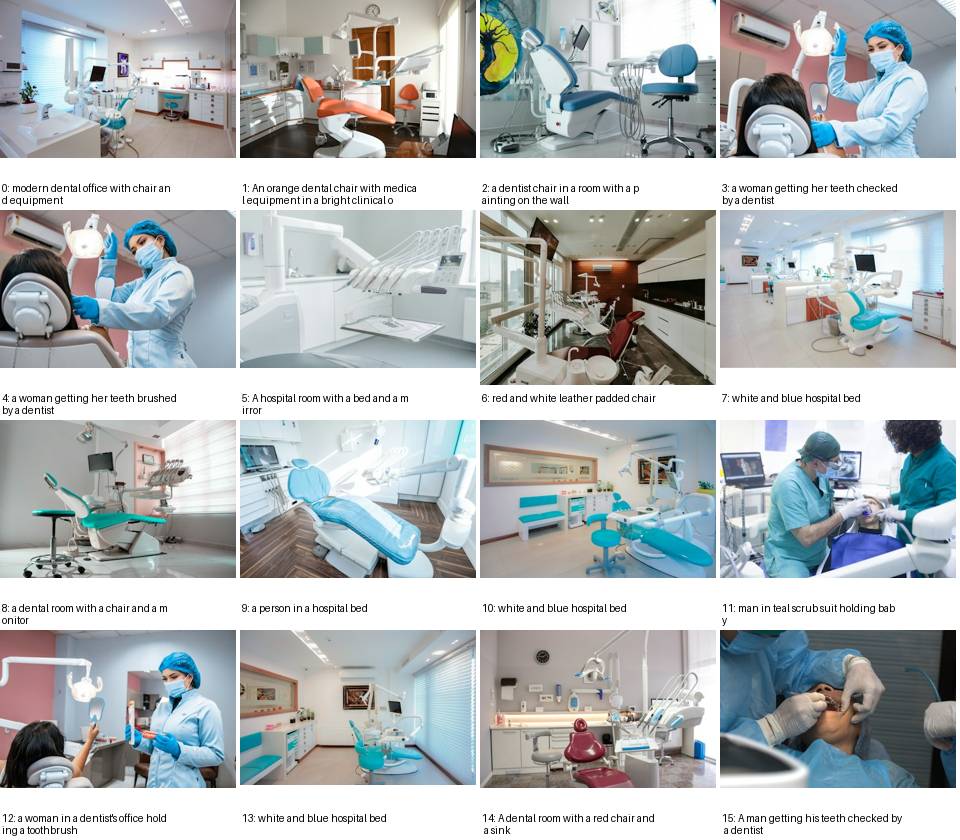 0: modern dental office with chair an
d equipment
1: An orange dental chair with medica
l equipment in a bright clinical o
2: a dentist chair in a room with a p
ainting on the wall
3: a woman getting her teeth checked
by a dentist
4: a woman getting her teeth brushed
by a dentist
5: A hospital room with a bed and a m
irror
6: red and white leather padded chair
7: white and blue hospital bed
8: a dental room with a chair and a m
onitor
9: a person in a hospital bed
10: white and blue hospital bed
11: man in teal scrub suit holding bab
y
12: a woman in a dentist's office hold
ing a toothbrush
13: white and blue hospital bed
14: A dental room with a red chair and
a sink
15: A man getting his teeth checked by
a dentist